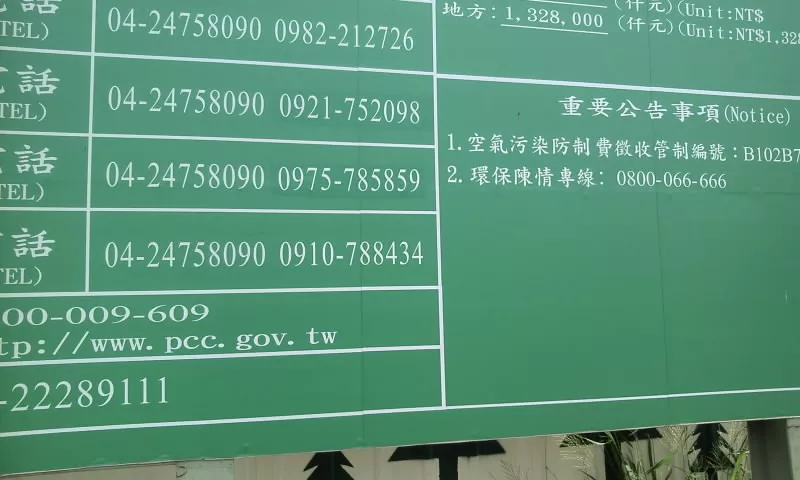 話
TEL)
04-24758090 0982-212726
話
TEL)
04-24758090 0921-752098
話
TEL)
04-24758090 0975-785859
話
TEL)
04-24758090 0910-788434
00-009-609
tp://www.pcc.gov.tw
-22289111
(仟元)(Unit:NT$
地方: 1,328,000 (仟元)(Unit:NT$1,328
重要公告事項(Notice)
1.空氣污染防制費徵收管制編號:B102B7
2.環保陳情專線: 0800-066-666